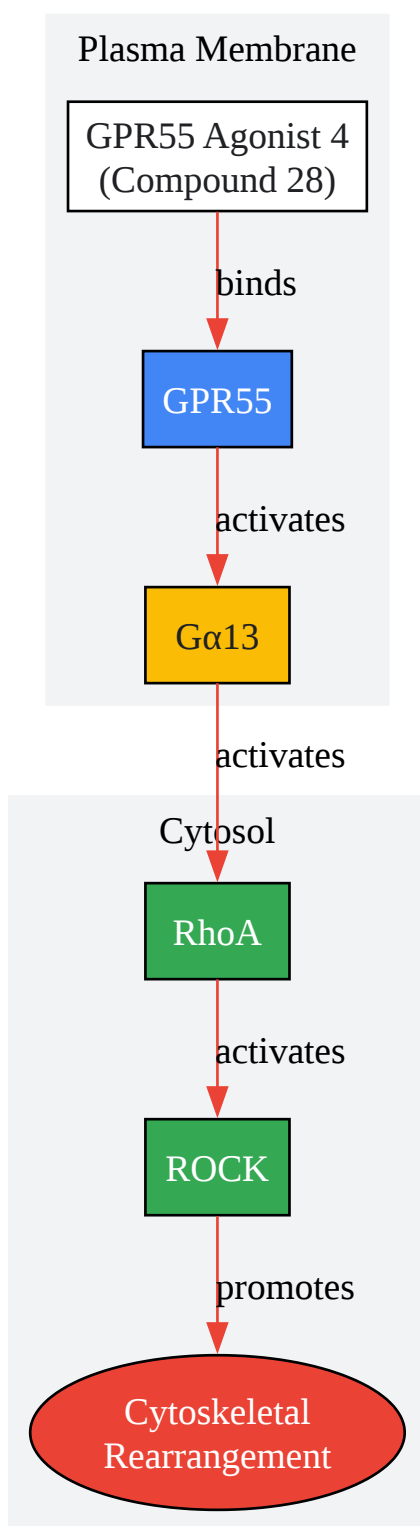 Plasma Membrane
GPR55 Agonist 4
(Compound 28)
binds
GPR55
activates
Gα13
activates
Cytosol
RhoA
activates
ROCK
promotes
Cytoskeletal
Rearrangement